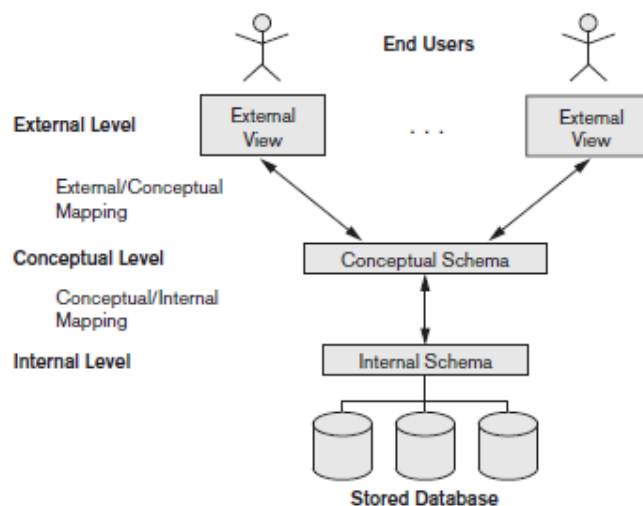 End Users
External Level
External
View
. . .
External
View
External/Conceptual
Mapping
Conceptual Level
Conceptual Schema
Conceptual/Internal
Mapping
Internal Level
Internal Schema
Stored Database